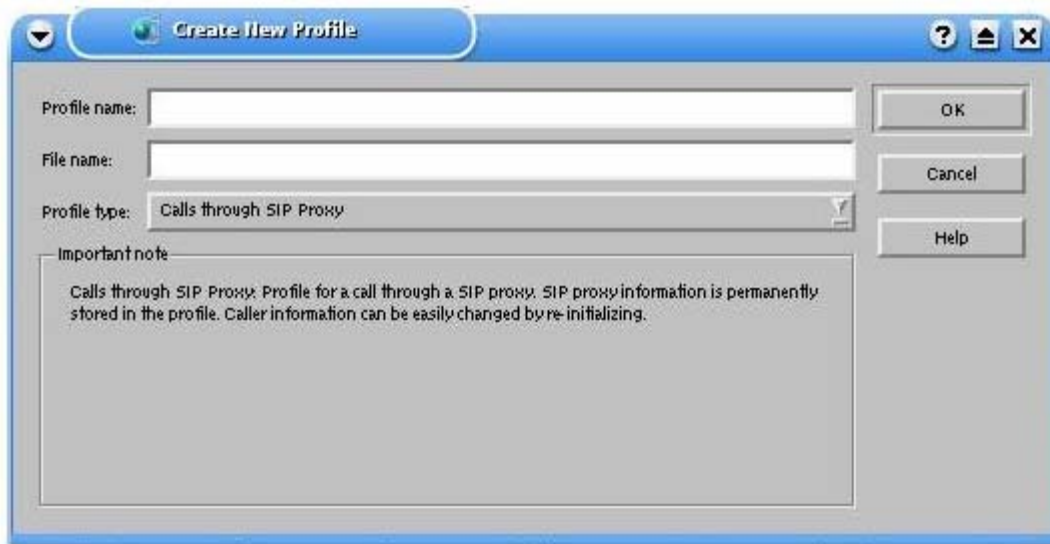 Create New Profile
Profile name:
OK
File name:
Cancel
Profile type: Calls through SIP Proxy
Help
Important note
Calls through SIP Proxy: Profile for a call through a SIP proxy. SIP proxy information is permanently
stored in the profile. Caller information can be easily changed by re-initializing.